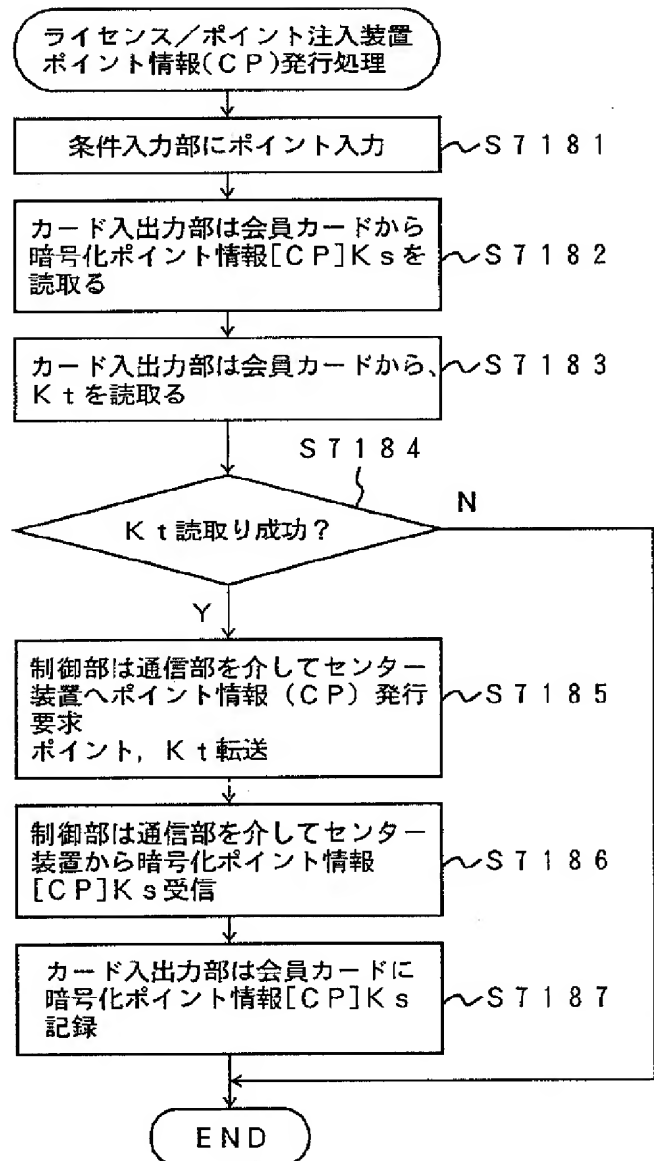 ライセンス／ポイント注入装置
ポイント情報(ＣＰ)発行処理
条件入力部にポイント入力
Ｓ７１８１
カード入出力部は会員カードから
暗号化ポイント情報[ＣＰ]Ｋｓを
読取る
Ｓ７１８２
カード入出力部は会員カードから、
Ｋｔを読取る
Ｓ７１８３
Ｓ７１８４
Ｋｔ読取り成功？
Ｎ
Ｙ
制御部は通信部を介してセンター
装置へポイント情報（ＣＰ）発行
要求
ポイント，Ｋｔ転送
Ｓ７１８５
制御部は通信部を介してセンター
装置から暗号化ポイント情報
[ＣＰ]Ｋｓ受信
Ｓ７１８６
カード入出力部は会員カードに
暗号化ポイント情報[ＣＰ]Ｋｓ
記録
Ｓ７１８７
ＥＮＤ